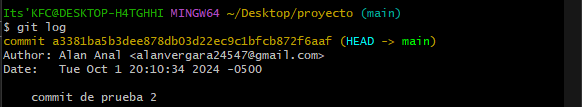 Its'KFC@DESKTOP-H4TGHHI MINGW64 ~/Desktop/proyecto (main)
$ git log
commit a3381ba5b3dee878db03d22ec9c1bfcb872f6aaf (HEAD -> main)
Author: Alan Anal <alanvergara24547@gmail.com>
Date:   Tue Oct 1 20:10:34 2024 -0500
    commit de prueba 2